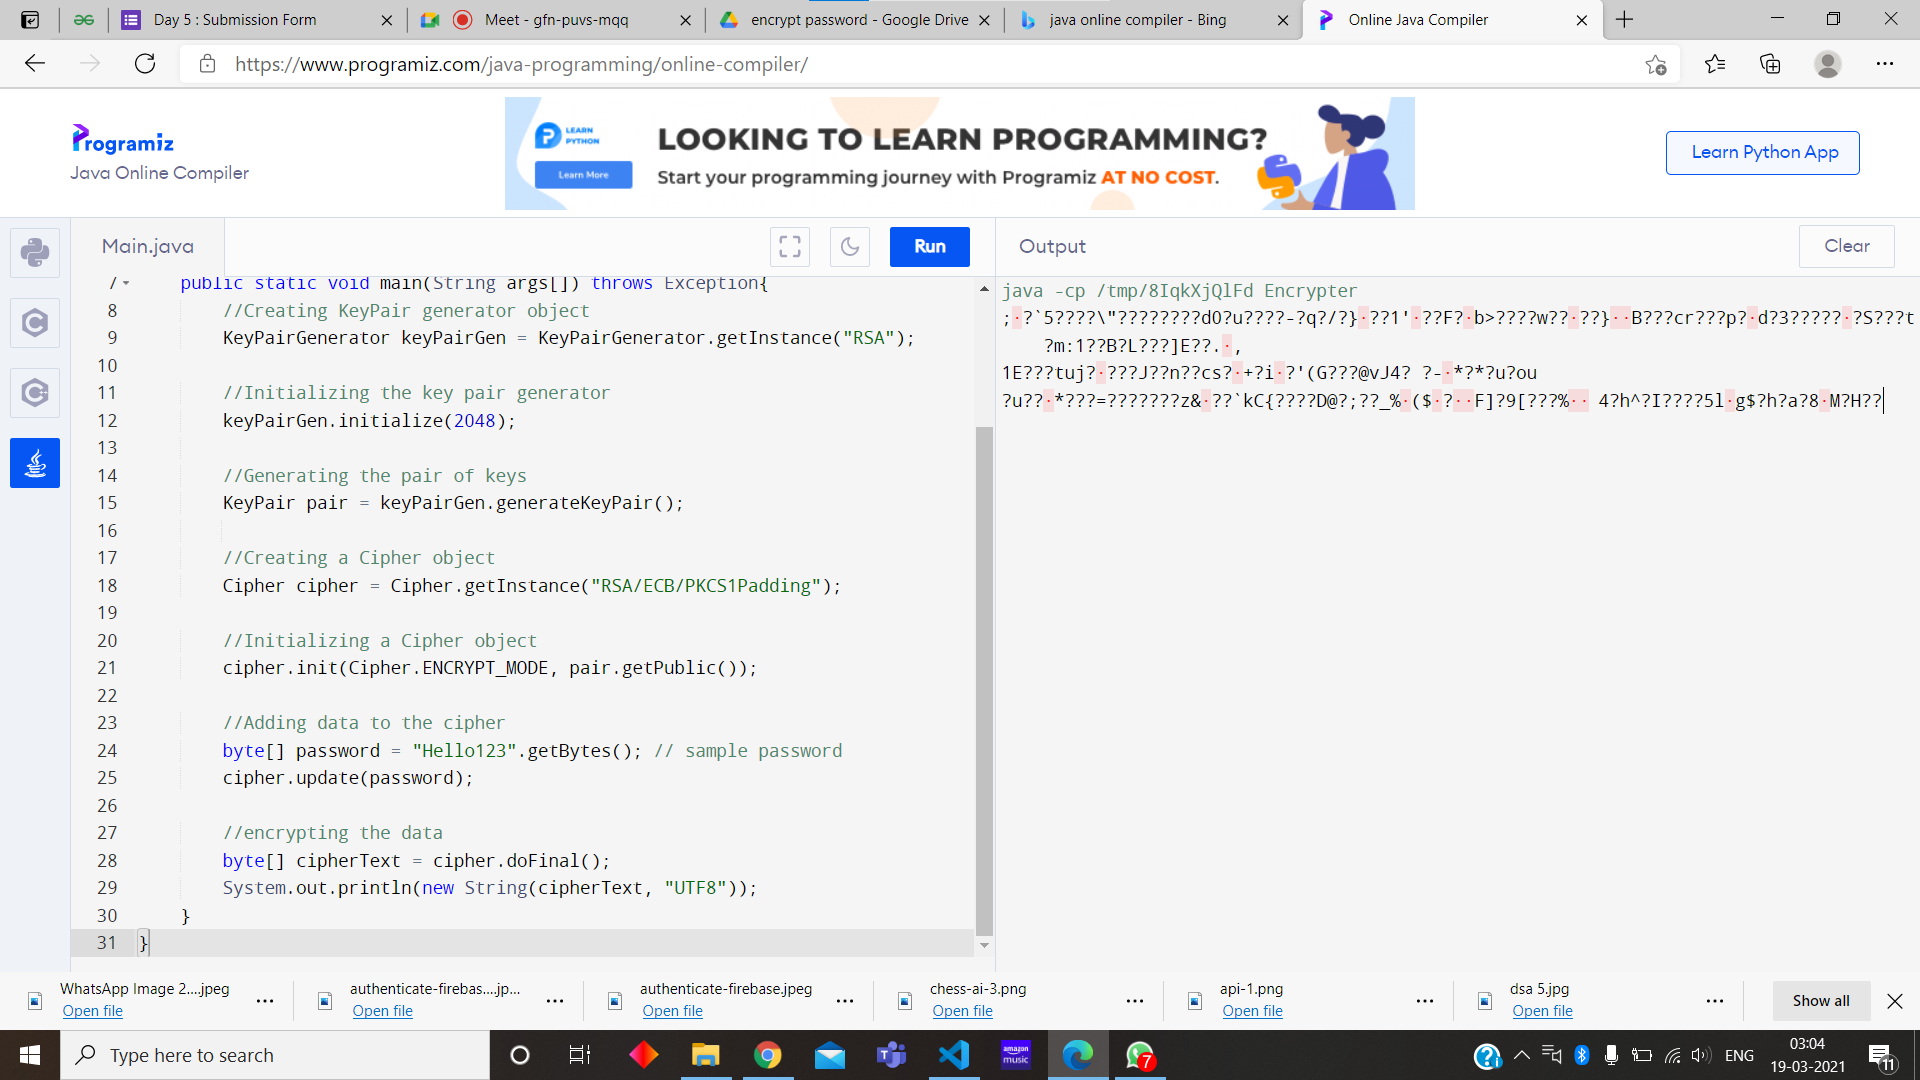 Day 5 : Submission Form
Meet - gfn-puvs-mqq
encrypt password - Google Drive
java online compiler - Bing
Online Java Compiler
https://www.programiz.com/java-programming/online-compiler/
Programiz
Java Online Compiler
LEARN
PYTHON
Learn More
LOOKING TO LEARN PROGRAMMING?
Start your programming journey with Programiz AT NO COST.
Learn Python App
Main.java
Run
Output
Clear
7 public static void main(String args[]) throws Exception{
8 //Creating KeyPair generator object
9 KeyPairGenerator keyPairGen = KeyPairGenerator.getInstance("RSA");
10
11 //Initializing the key pair generator
12 keyPairGen.initialize(2048);
13
14 //Generating the pair of keys
15 KeyPair pair = keyPairGen.generateKeyPair();
16
17 //Creating a Cipher object
18 Cipher cipher = Cipher.getInstance("RSA/ECB/PKCS1Padding");
19
20 //Initializing a Cipher object
21 cipher.init(Cipher.ENCRYPT_MODE, pair.getPublic());
22
23 //Adding data to the cipher
24 byte[] password = "Hello123".getBytes(); // sample password
25 cipher.update(password);
26
27 //encrypting the data
28 byte[] cipherText = cipher.doFinal();
29 System.out.println(new String(cipherText, "UTF8"));
30 }
31 }
java -cp /tmp/8IqkXjQlFd Encrypter
;·?`5????\"????????dO?u????-?q?/?}·??1'·??F?·b>????w??·??}··B???cr???p?·d?3?????·?S???t
?m:1??B?L???]E??.·,
1E???tuj?·???J??n??cs?·+?i·?'(G???@vJ4? ?-·*?*?u?ou
?u??·*???=???????z&·??`kC{????D@?;??_%·($·?··F]?9[???%·· 4?h^?I????5l·g$?h?a?8·M?H??
WhatsApp Image 2....jpeg
Open file
authenticate-firebas....jp...
Open file
authenticate-firebase.jpeg
Open file
chess-ai-3.png
Open file
api-1.png
Open file
dsa 5.jpg
Open file
Show all
Type here to search
amazon
music
7
ENG
03:04
19-03-2021
11